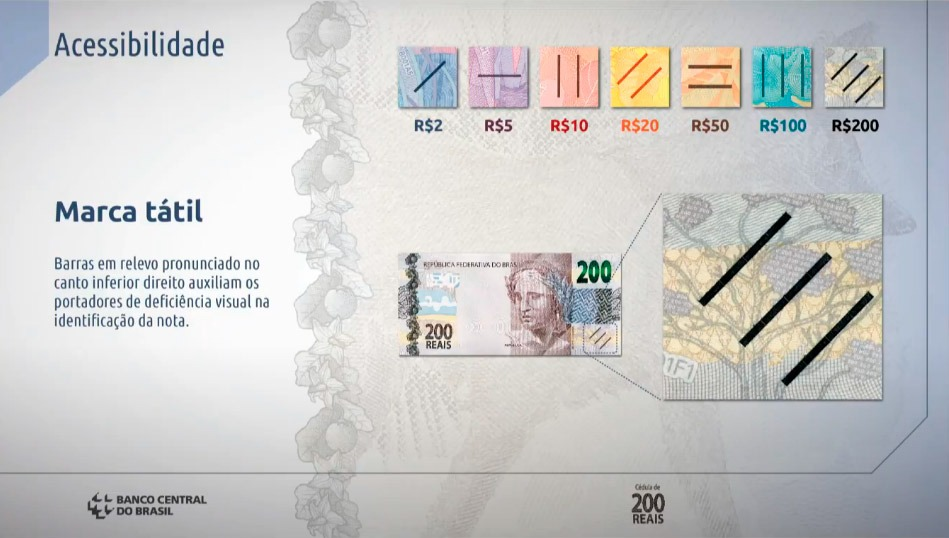 Acessibilidade
R$2
R$5
R$10
R$20
R$50
R$100
R$200
Marca tátil
Barras em relevo pronunciado no
canto inferior direito auxiliam os
portadores de deficiência visual na
identificação da nota.
REPÚBLICA FEDERATIVA DO BRASIL
200
200
REAIS
1F1
BANCO CENTRAL
DO BRASIL
Cédula de
200
REAIS